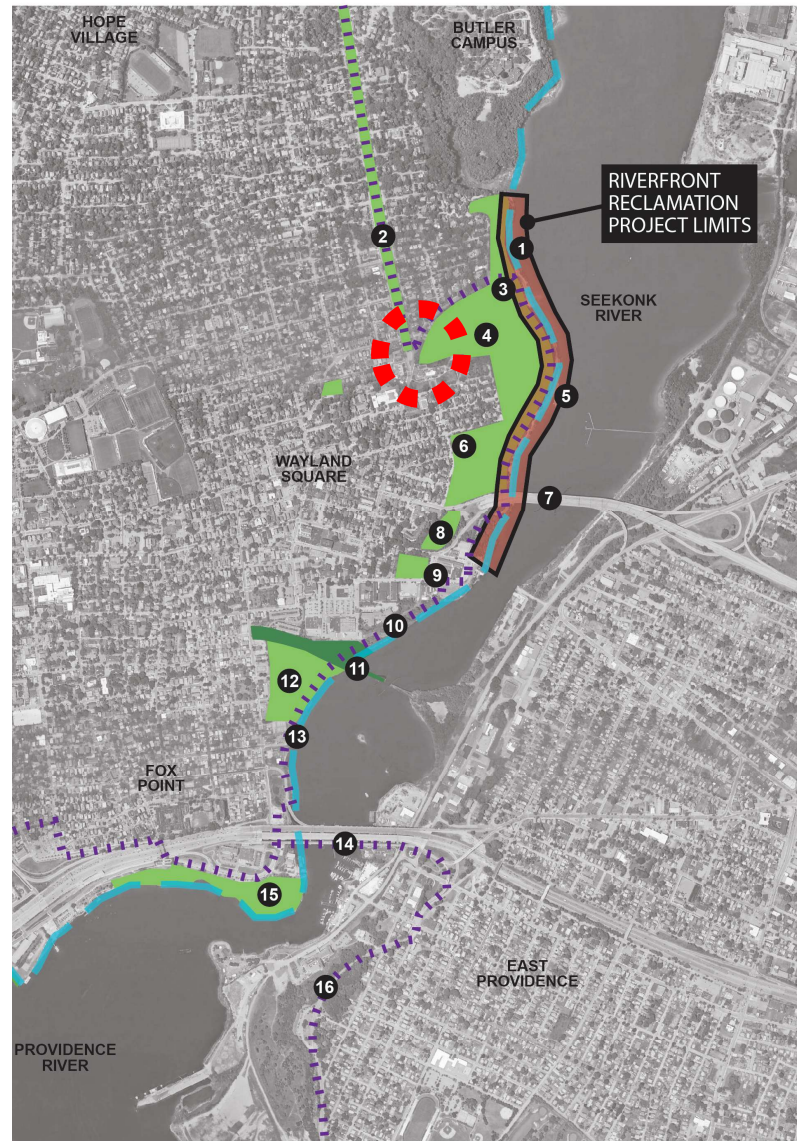 HOPE
VILLAGE
BUTLER
CAMPUS
RIVERFRONT
RECLAMATION
PROJECT LIMITS
2
1
3
SEEKONK
RIVER
4
5
6
WAYLAND
SQUARE
7
8
9
10
11
12
13
FOX
POINT
14
15
EAST
PROVIDENCE
16
PROVIDENCE
RIVER